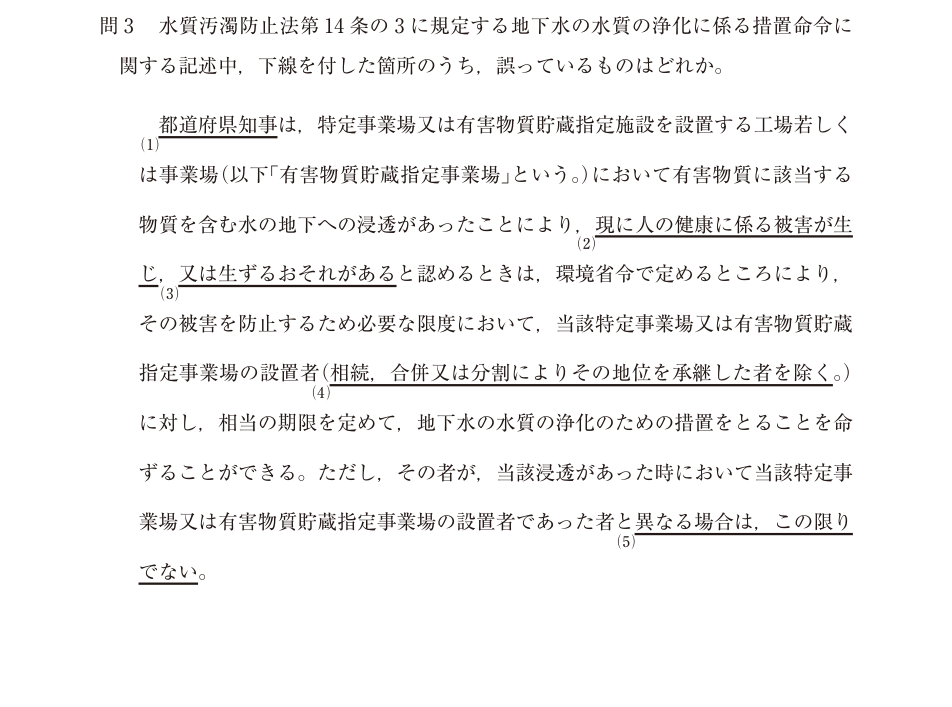 問3　水質汚濁防止法第14条の3に規定する地下水の水質の浄化に係る措置命令に
関する記述中，下線を付した箇所のうち，誤っているものはどれか。
(1)都道府県知事は，特定事業場又は有害物質貯蔵指定施設を設置する工場若しく
は事業場(以下「有害物質貯蔵指定事業場」という。)において有害物質に該当する
物質を含む水の地下への浸透があったことにより，(2)現に人の健康に係る被害が生
じ，(3)又は生ずるおそれがあると認めるときは，環境省令で定めるところにより，
その被害を防止するため必要な限度において，当該特定事業場又は有害物質貯蔵
指定事業場の設置者(4)(相続，合併又は分割によりその地位を承継した者を除く。)
に対し，相当の期限を定めて，地下水の水質の浄化のための措置をとることを命
ずることができる。ただし，その者が，当該浸透があった時において当該特定事
業場又は有害物質貯蔵指定事業場の設置者であった者と(5)異なる場合は，この限り
でない。